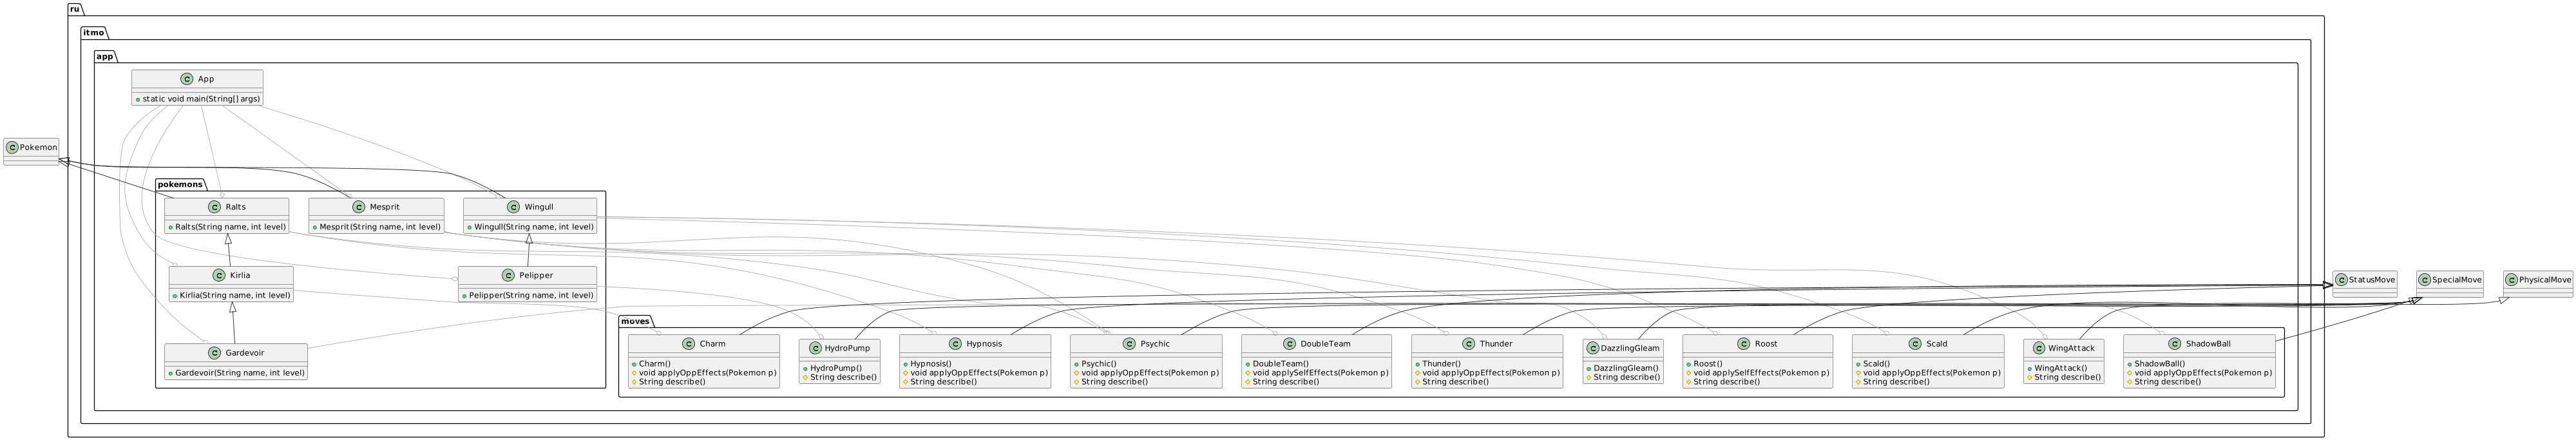 ru
itmo
app
C App
static void main(String[] args)
C Pokemon
pokemons
C Ralts
Ralts(String name, int level)
C Mesprit
Mesprit(String name, int level)
C Wingull
Wingull(String name, int level)
C Kirlia
Kirlia(String name, int level)
C Pelipper
Pelipper(String name, int level)
C Gardevoir
Gardevoir(String name, int level)
C StatusMove
C SpecialMove
C PhysicalMove
moves
C Charm
Charm()
void applyOppEffects(Pokemon p)
String describe()
C HydroPump
HydroPump()
String describe()
C Hypnosis
Hypnosis()
void applyOppEffects(Pokemon p)
String describe()
C Psychic
Psychic()
void applyOppEffects(Pokemon p)
String describe()
C DoubleTeam
DoubleTeam()
void applySelfEffects(Pokemon p)
String describe()
C Thunder
Thunder()
void applyOppEffects(Pokemon p)
String describe()
C DazzlingGleam
DazzlingGleam()
String describe()
C Roost
Roost()
void applySelfEffects(Pokemon p)
String describe()
C Scald
Scald()
void applyOppEffects(Pokemon p)
String describe()
C WingAttack
WingAttack()
String describe()
C ShadowBall
ShadowBall()
void applyOppEffects(Pokemon p)
String describe()